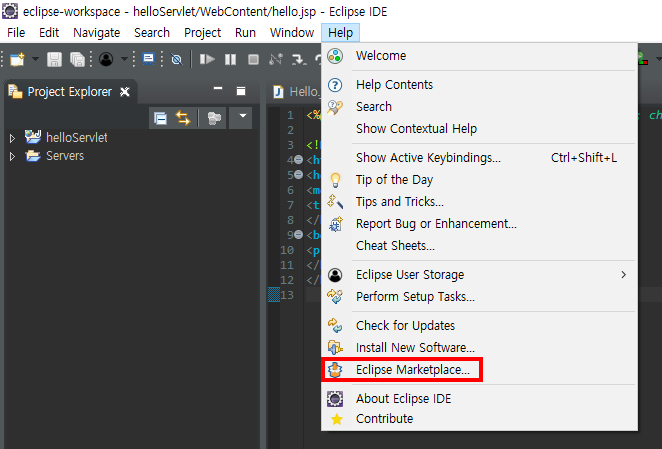 eclipse-workspace - helloServlet/WebContent/hello.jsp - Eclipse IDE
File Edit Navigate Search Project Run Window Help
Project Explorer
helloServlet
Servers
Hello.
1 <%
2
3 <!
4 <h
5 <h
6 <m
7 <t
8 </
9 <b
10 <p
11 </
12 </
13
Welcome
Help Contents
Search
Show Contextual Help
Show Active Keybindings... Ctrl+Shift+L
Tip of the Day
Tips and Tricks...
Report Bug or Enhancement...
Cheat Sheets...
Eclipse User Storage
Perform Setup Tasks...
Check for Updates
Install New Software...
Eclipse Marketplace...
About Eclipse IDE
Contribute